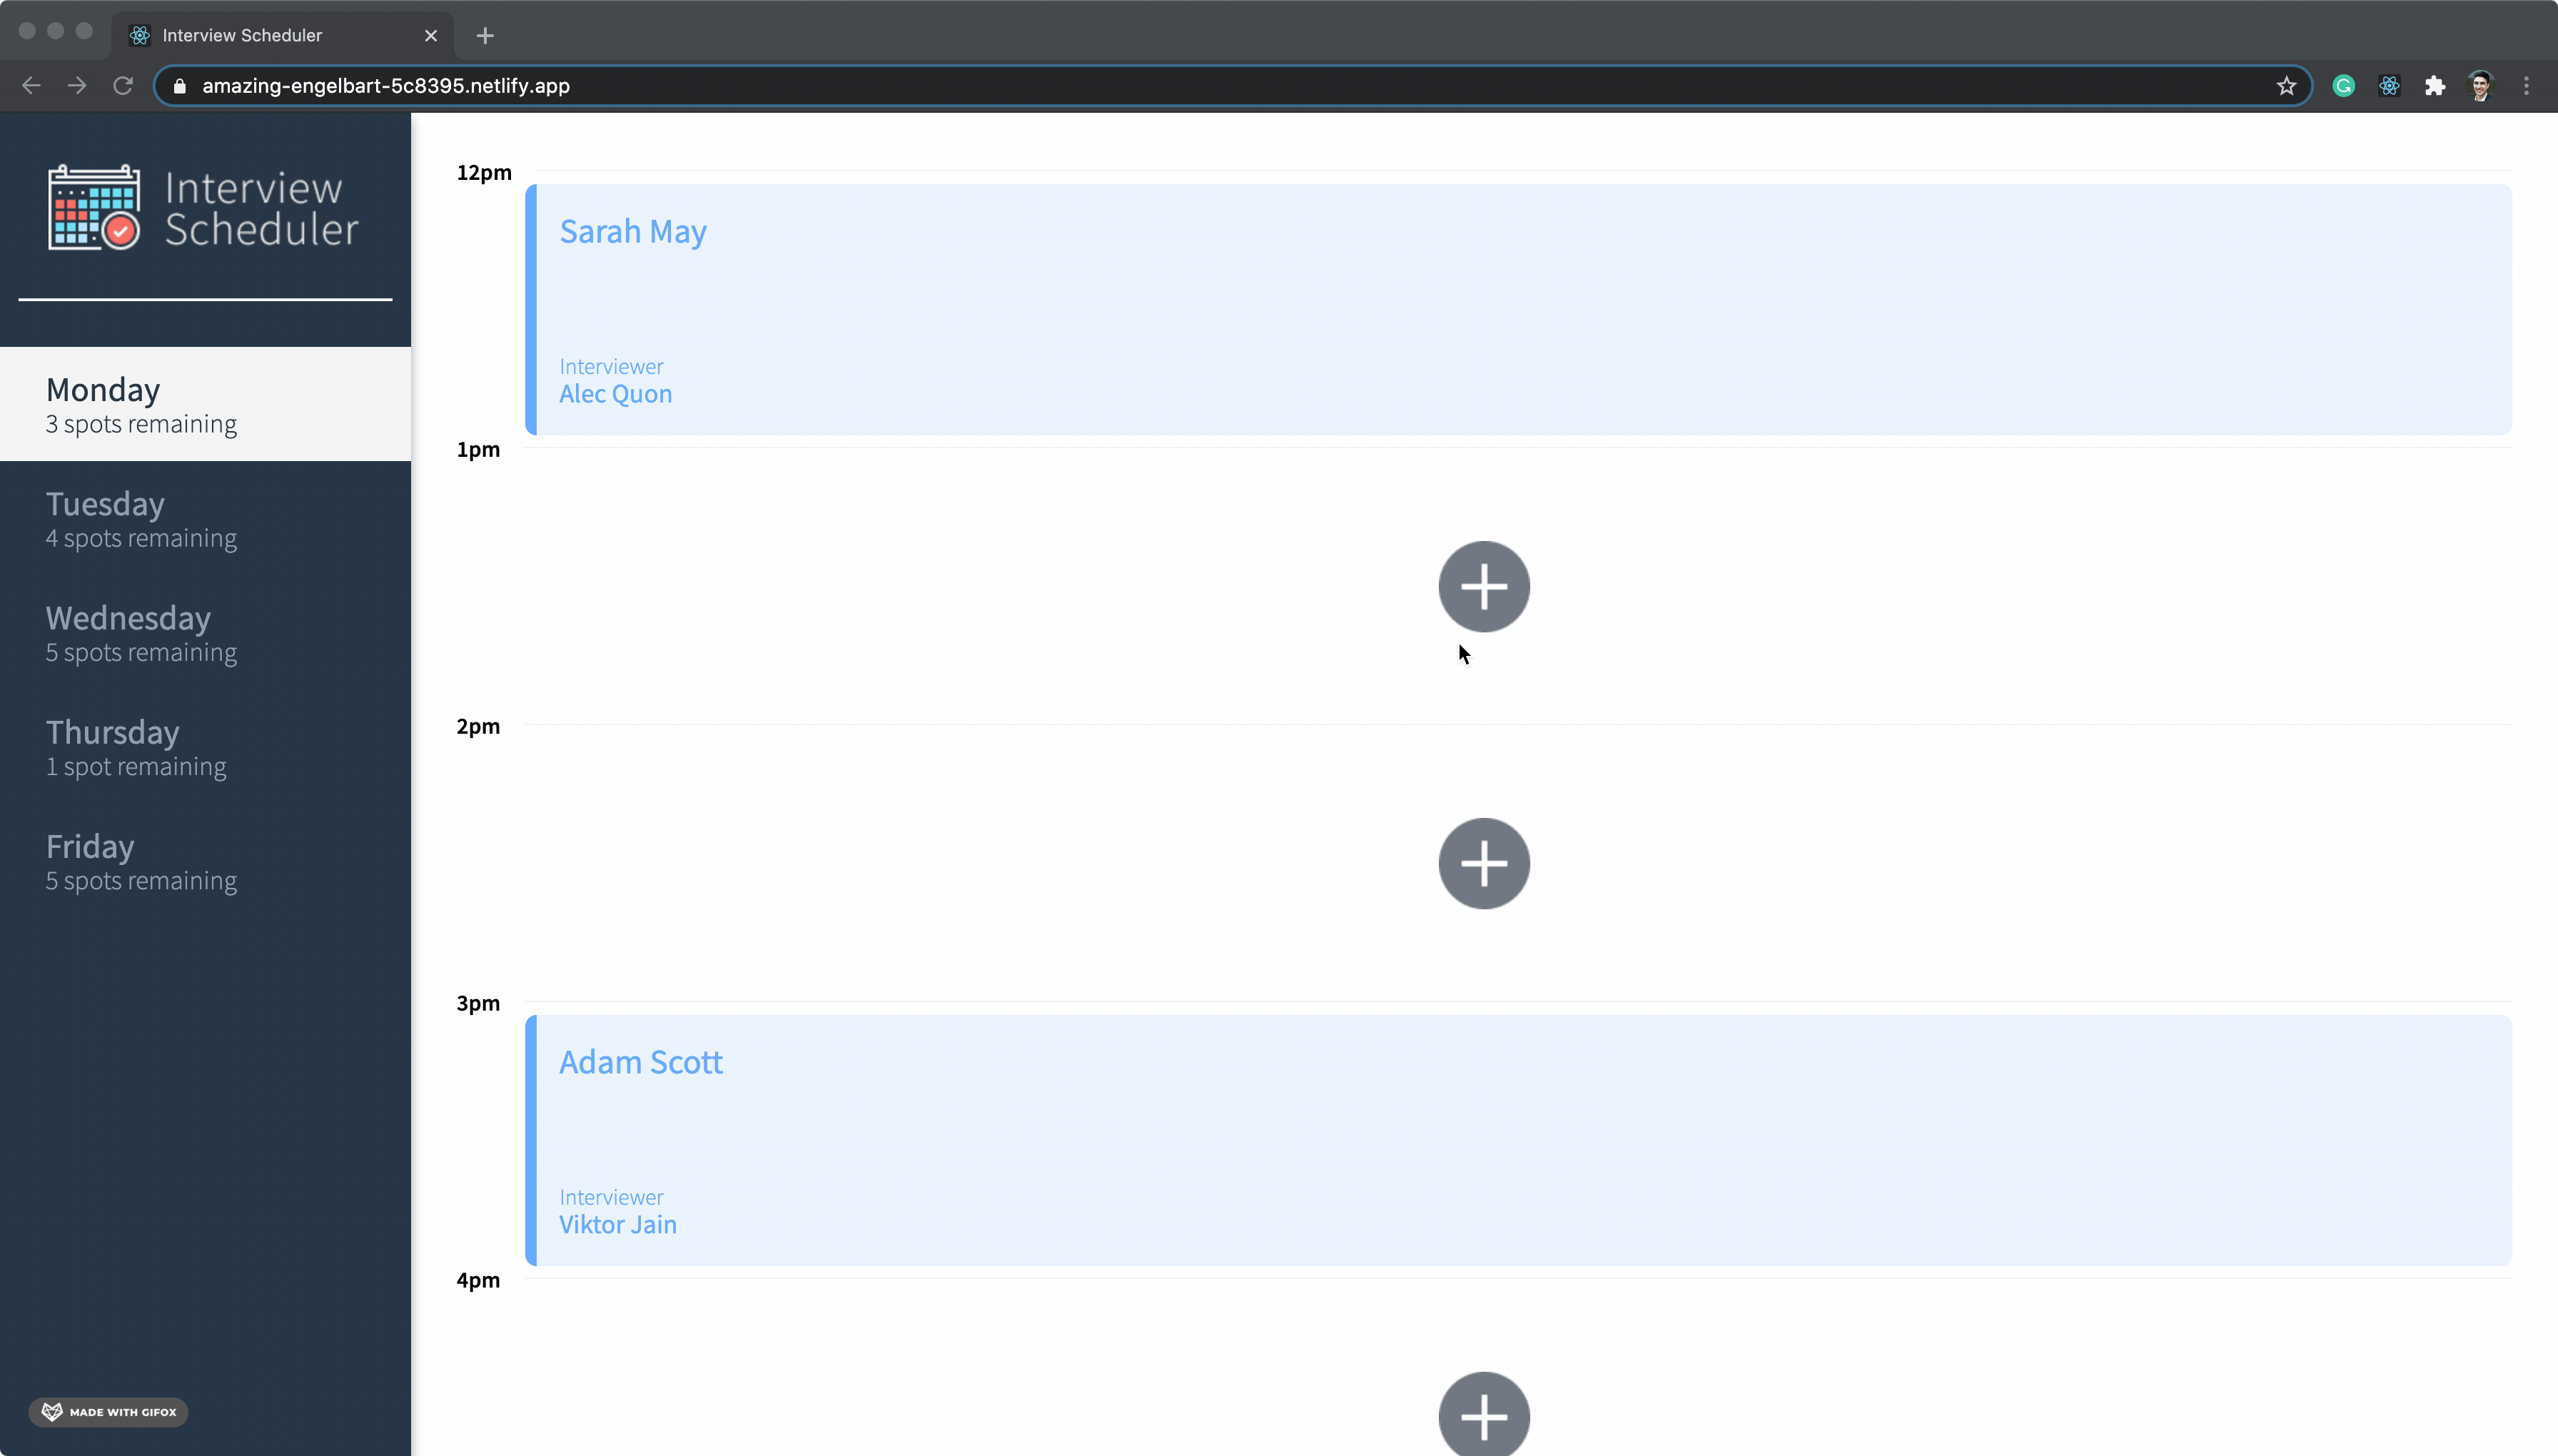 Interview Scheduler
amazing-engelbart-5c8395.netlify.app
Interview
Scheduler
Monday
3 spots remaining
Tuesday
4 spots remaining
Wednesday
5 spots remaining
Thursday
1 spot remaining
Friday
5 spots remaining
MADE WITH GIFOX
12pm
Sarah May
Interviewer
Alec Quon
1pm
2pm
3pm
Adam Scott
Interviewer
Viktor Jain
4pm